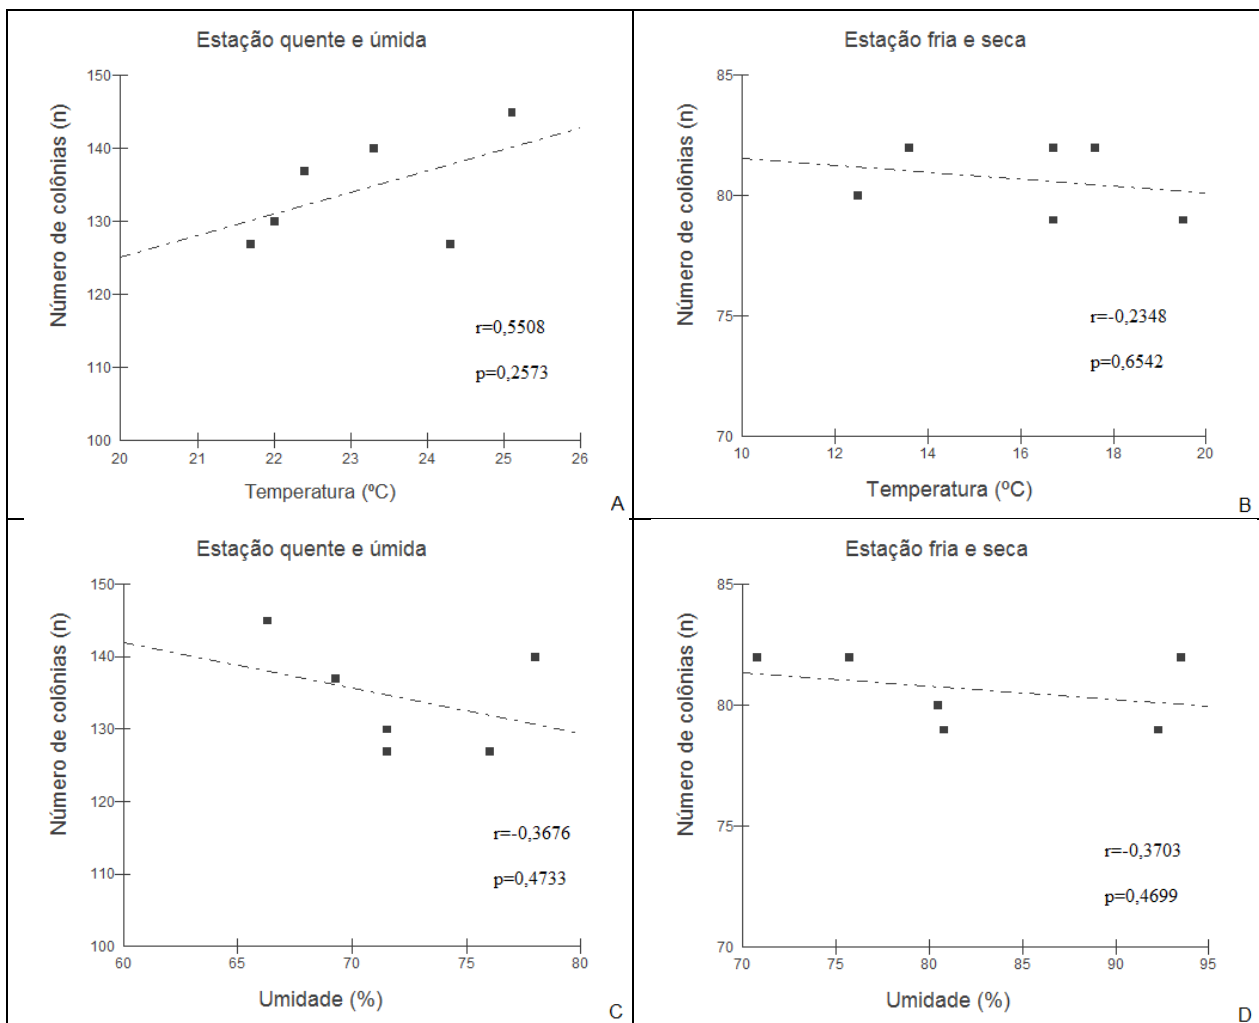 Estação quente e úmida
Número de colônias (n)
150
140
130
120
110
100
20
21
22
23
24
25
26
r=0,5508
p=0,2573
Temperatura (ºC)
A
Estação fria e seca
Número de colônias (n)
85
80
75
70
10
12
14
16
18
20
r=-0,2348
p=0,6542
Temperatura (ºC)
B
Estação quente e úmida
Número de colônias (n)
150
140
130
120
110
100
60
65
70
75
80
r=-0,3676
p=0,4733
Umidade (%)
C
Estação fria e seca
Número de colônias (n)
85
80
75
70
70
75
80
85
90
95
r=-0,3703
p=0,4699
Umidade (%)
D